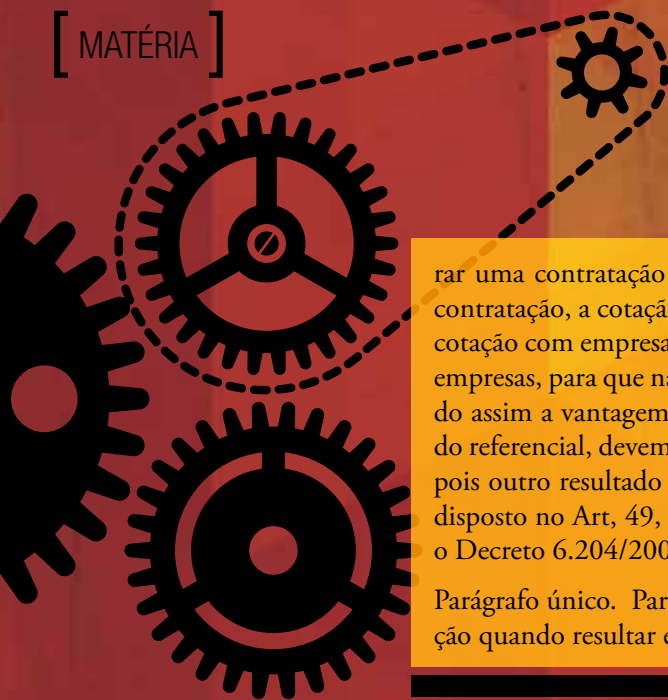 [ MATÉRIA ]
rar uma contratação
contratação, a cotaçã
cotação com empresa
empresas, para que na
do assim a vantagem
do referencial, devem
pois outro resultado
disposto no Art, 49,
o Decreto 6.204/200
Parágrafo único. Par
ção quando resultar e